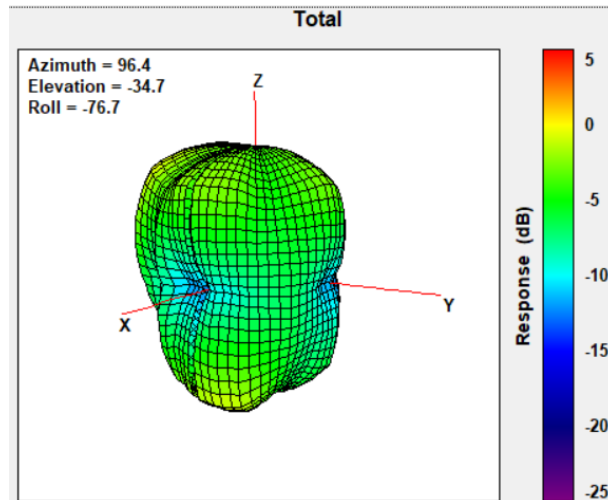 Total
Azimuth = 96.4
Elevation = -34.7
Roll = -76.7
Z
X
Y
5
0
-5
-10
-15
-20
-25
Response (dB)